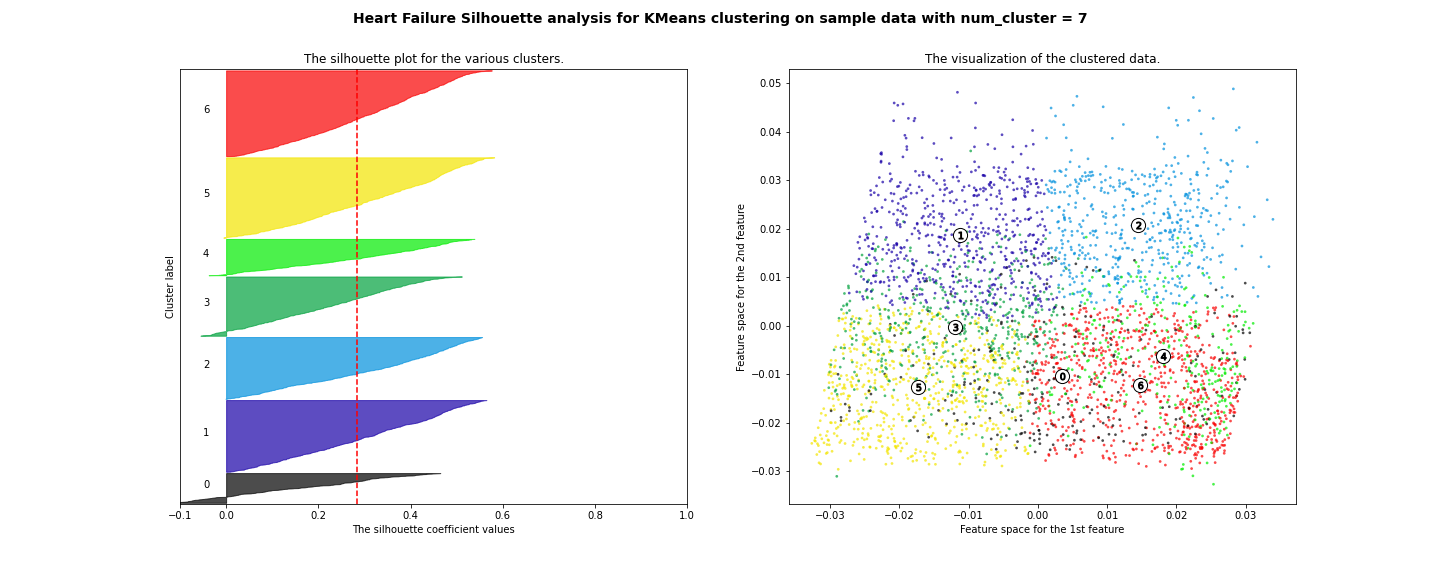 Heart Failure Silhouette analysis for KMeans clustering on sample data with num_cluster = 7
The silhouette plot for the various clusters.
Cluster label
6
5
4
3
2
1
0
−0.1 0.0 0.2 0.4 0.6 0.8 1.0
The silhouette coefficient values
The visualization of the clustered data.
Feature space for the 2nd feature
0.05
0.04
0.03
0.02
0.01
0.00
−0.01
−0.02
−0.03
1
2
3
4
0
6
5
−0.03 −0.02 −0.01 0.00 0.01 0.02 0.03
Feature space for the 1st feature